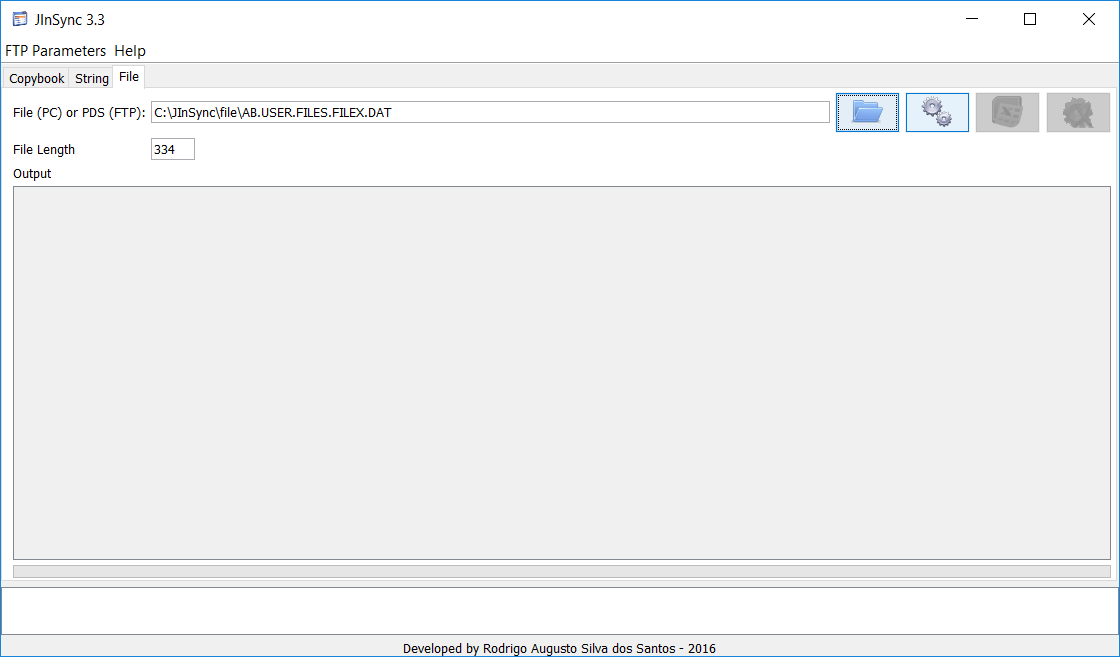 JInSync 3.3
FTP Parameters Help
Copybook String File
File (PC) or PDS (FTP): C:\JInSync\file\AB.USER.FILES.FILEX.DAT
File Length 334
Output
Developed by Rodrigo Augusto Silva dos Santos - 2016